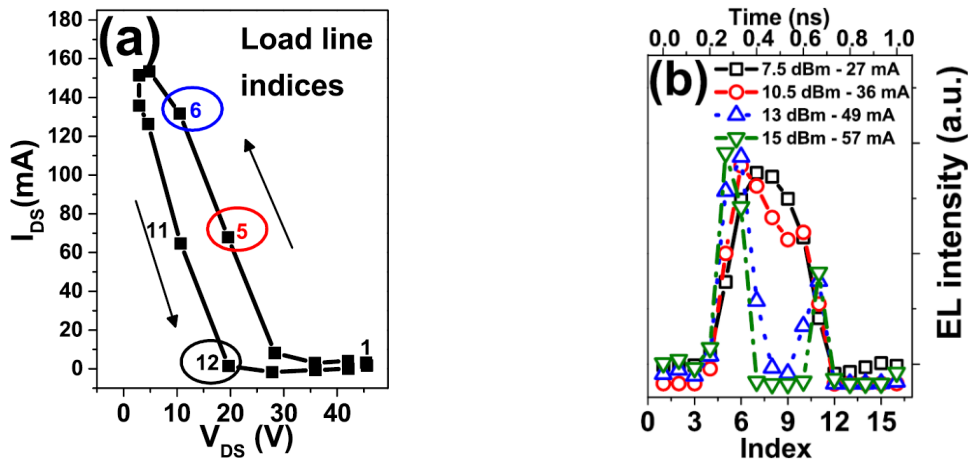 (a)
Load line
indices
180
160
140
120
100
80
60
40
20
0
I_DS (mA)
6
5
11
12
1
0 10 20 30 40
V_DS (V)
Time (ns)
0.0 0.2 0.4 0.6 0.8 1.0
(b)
7.5 dBm - 27 mA
10.5 dBm - 36 mA
13 dBm - 49 mA
15 dBm - 57 mA
EL intensity (a.u.)
0 3 6 9 12 15
Index